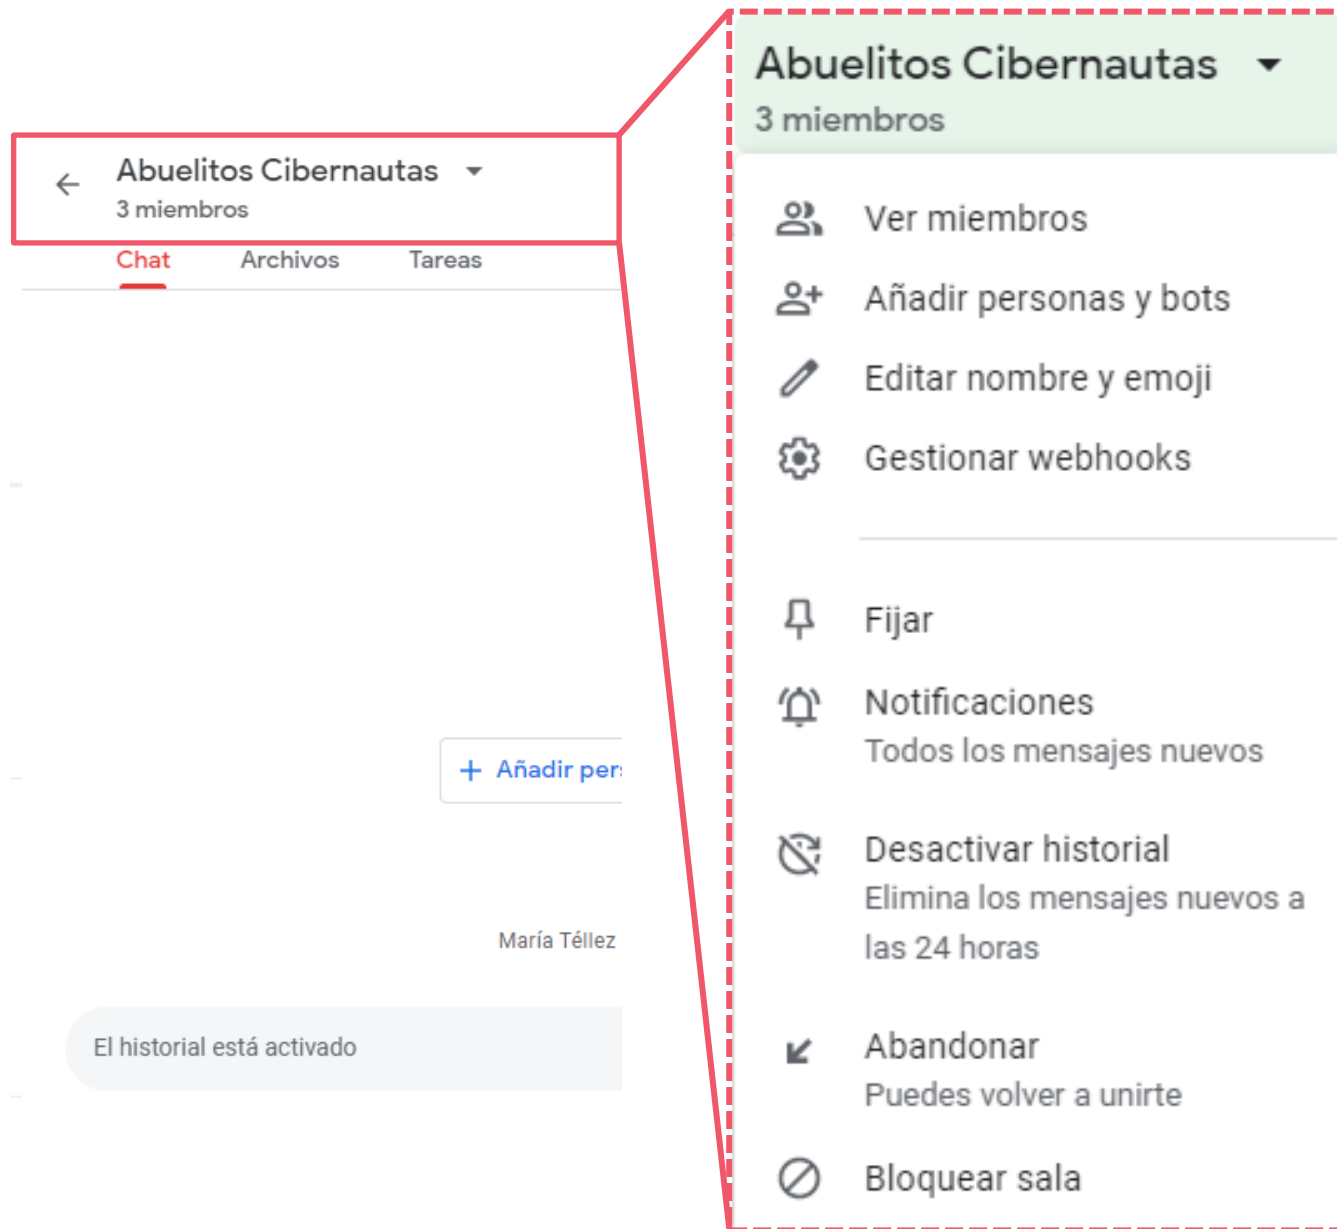 Abuelitos Cibernautas
3 miembros
Chat Archivos Tareas
+ Añadir pers
María Téllez
El historial está activado
Abuelitos Cibernautas
3 miembros
Ver miembros
Añadir personas y bots
Editar nombre y emoji
Gestionar webhooks
Fijar
Notificaciones
Todos los mensajes nuevos
Desactivar historial
Elimina los mensajes nuevos a
las 24 horas
Abandonar
Puedes volver a unirte
Bloquear sala